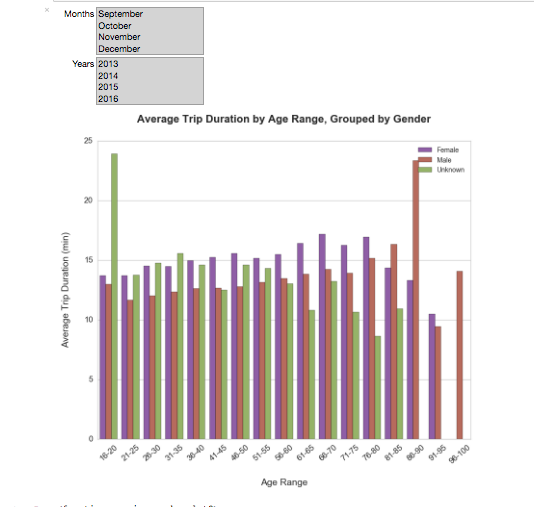 Months September
October
November
December
Years 2013
2014
2015
2016
Average Trip Duration by Age Range, Grouped by Gender
Female
Male
Unknown
25
20
15
10
5
0
Average Trip Duration (min)
16-20 21-25 26-30 31-35 36-40 41-45 46-50 51-55 56-60 61-65 66-70 71-75 76-80 81-85 86-90 91-95 96-100
Age Range